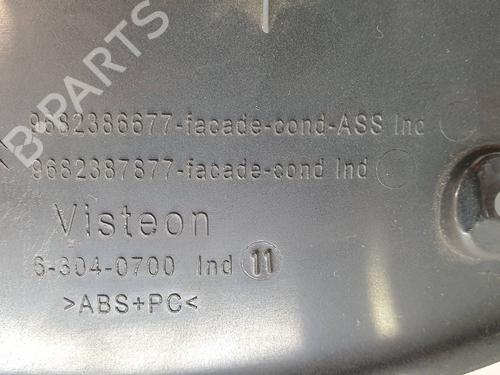 B PARTS
9682386677-facade-cond-ASS Ind
9682387877-facade-cond Ind
Visteon
6-304-0700 Ind 11
>ABS+PC<